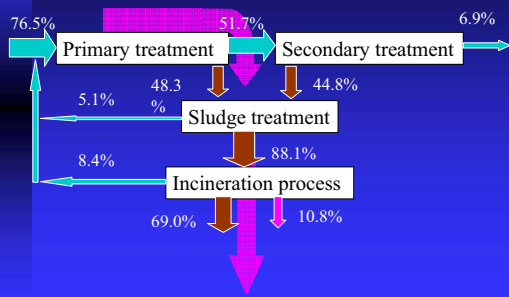 76.5%
51.7%
6.9%
Primary treatment
Secondary treatment
48.3
%
44.8%
5.1%
Sludge treatment
88.1%
8.4%
Incineration process
69.0%
10.8%